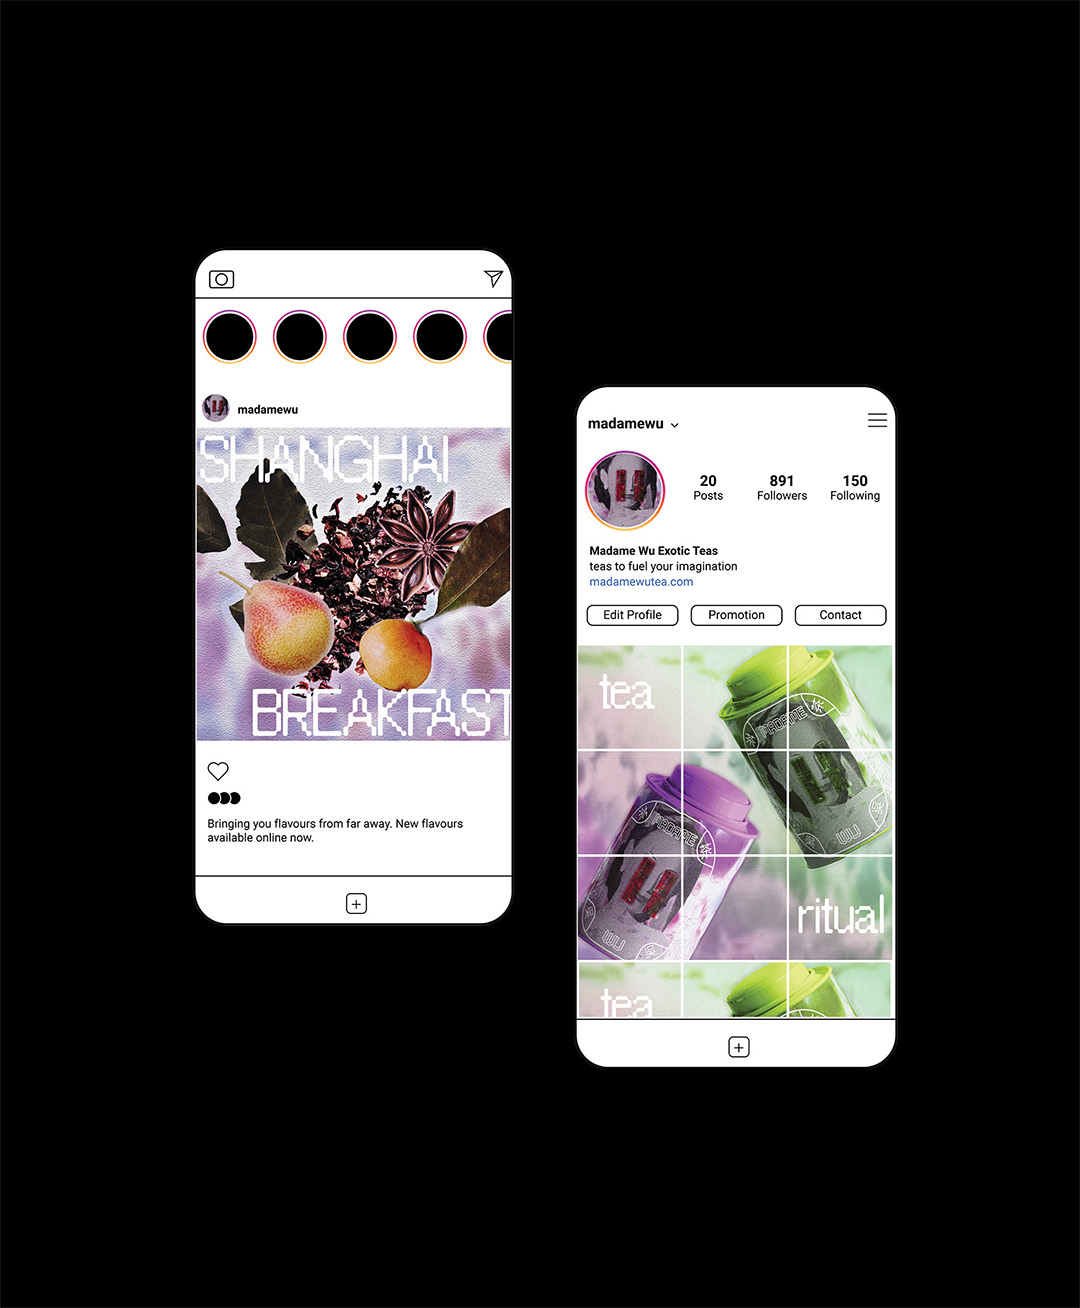 madamewu
SHANGHAI
BREAKFAST
Bringing you flavours from far away. New flavours
available online now.
madamewu
20
Posts
891
Followers
150
Following
Madame Wu Exotic Teas
teas to fuel your imagination
madamewutea.com
Edit Profile
Promotion
Contact
tea
MADAME
茶
WU
MADAME
茶
WU
ritual
tea